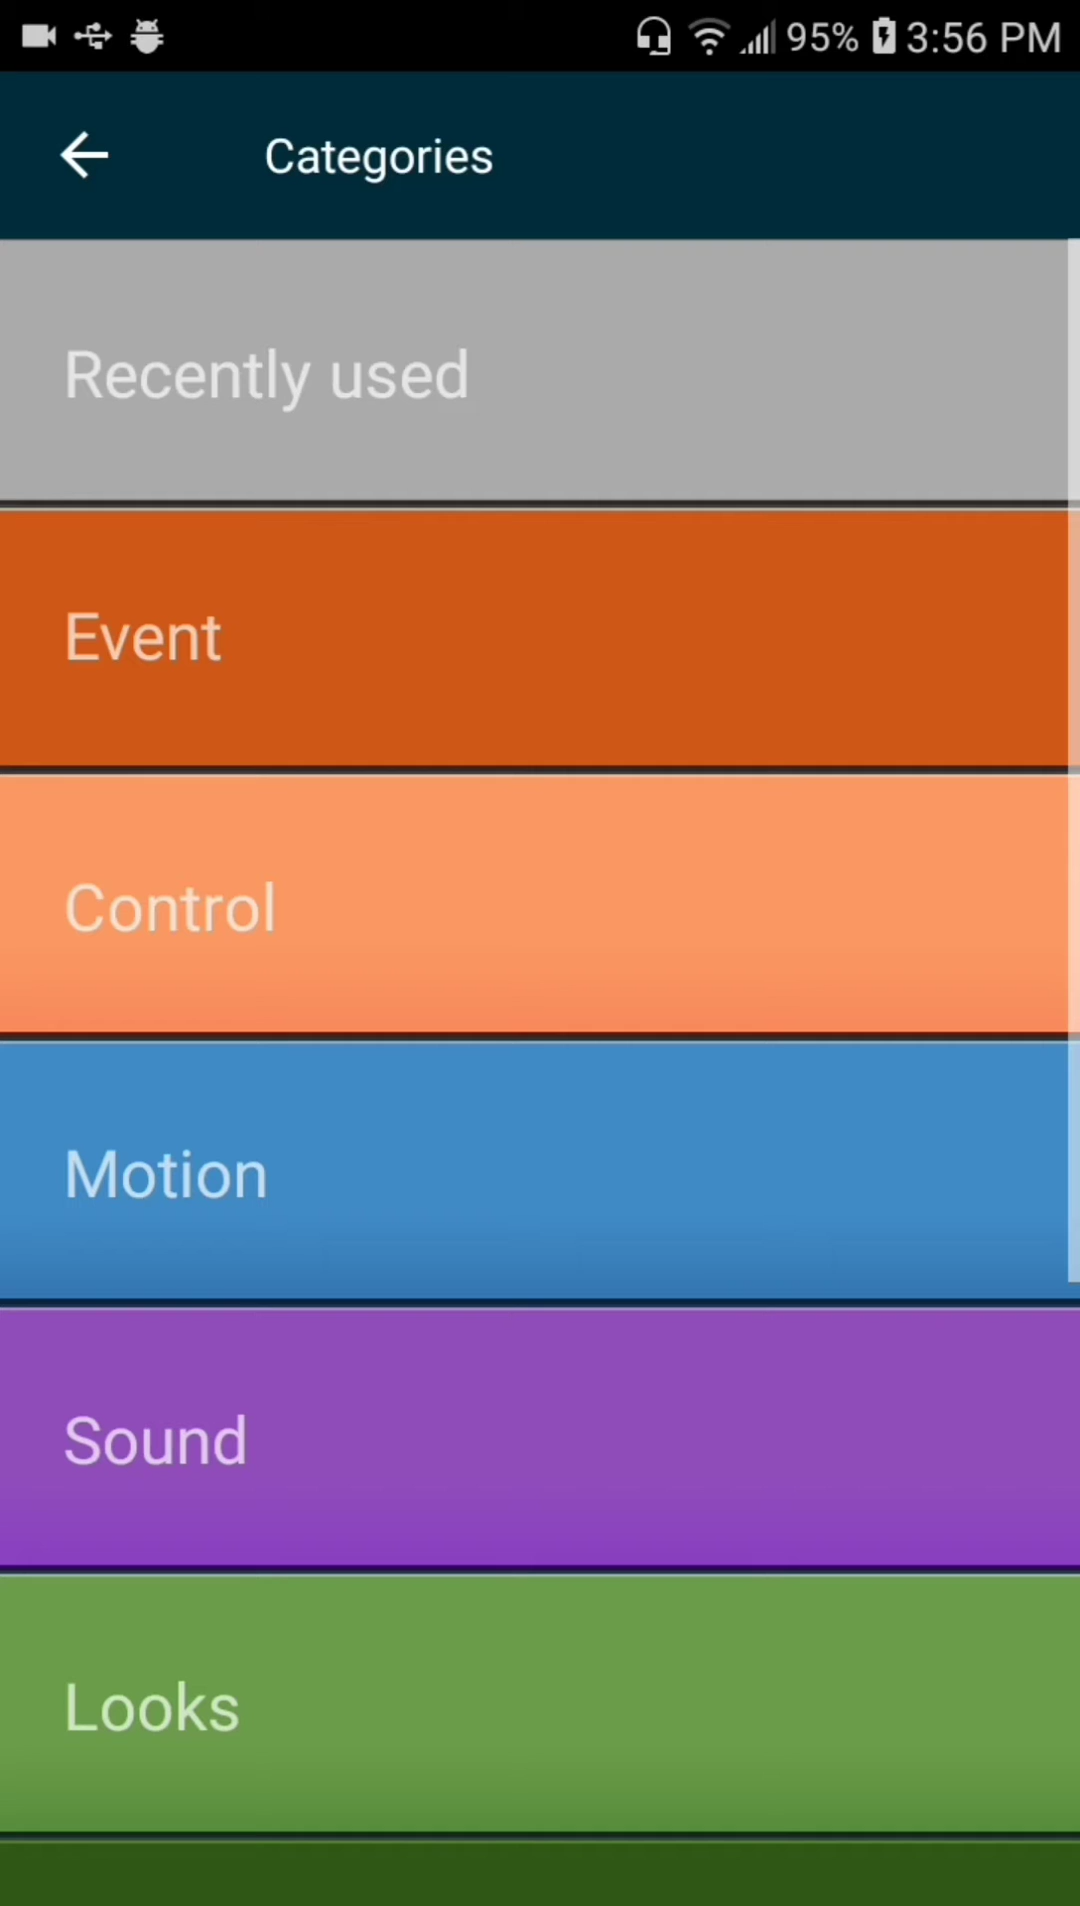 95% 3:56 PM
Categories
Recently used
Event
Control
Motion
Sound
Looks